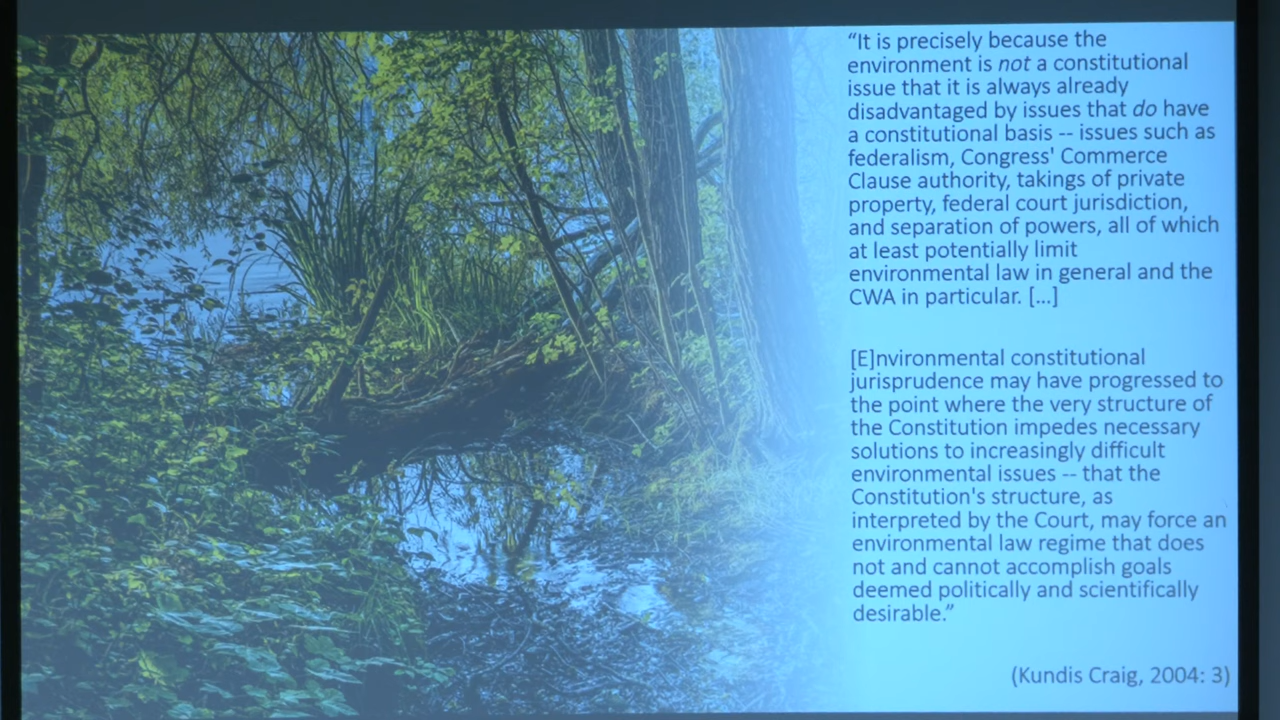 “It is precisely because the
environment is not a constitutional
issue that it is always already
disadvantaged by issues that do have
a constitutional basis -- issues such as
federalism, Congress' Commerce
Clause authority, takings of private
property, federal court jurisdiction,
and separation of powers, all of which
at least potentially limit
environmental law in general and the
CWA in particular. [...]
[E]nvironmental constitutional
jurisprudence may have progressed to
the point where the very structure of
the Constitution impedes necessary
solutions to increasingly difficult
environmental issues -- that the
Constitution's structure, as
interpreted by the Court, may force an
environmental law regime that does
not and cannot accomplish goals
deemed politically and scientifically
desirable.”
(Kundis Craig, 2004: 3)